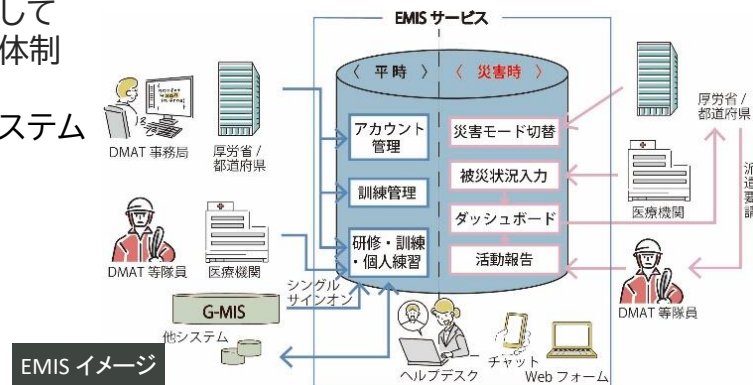 して
体制
ステム
EMIS サービス
〈 平 時 〉
〈 災害時 〉
アカウント
管理
訓練管理
研修・訓練
・個人練習
災害モード切替
被災状況入力
ダッシュボード
活動報告
DMAT 事務局
厚労省 /
都道府県
DMAT 等隊員
医療機関
シングル
サインオン
G-MIS
他システム
厚労省 /
都道府県
医療機関
派遣要請
DMAT 等隊員
ヘルプデスク
チャット
Web フォーム
EMIS イメージ